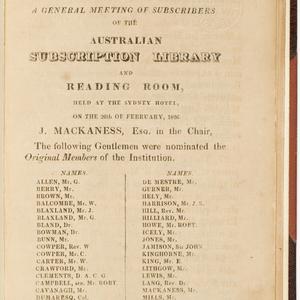 A GENERAL MEETING OF SUBSCRIBERS
OF THE
AUSTRALIAN
SUBSCRIPTION LIBRARY
AND
READING ROOM,
HELD AT THE SYDNEY HOTEL,
ON THE OF FEBRUARY, 1826
J. MACKANESS, Esq. in the Chair,
The following Gentlemen were nominated the
Original Members of the Institution.
NAMES.
ALLEN, Mr. G.
BERRY, Mr.
BROWN, Mr.
BALCOMBE, Mr. W.
BLAXLAND, Mr. J.
BLAXLAND, Mr. G.
BLAND, Dr.
BOWMAN, Dr.
BUNN, Mr.
COWPER, Rev. W
COWPER, Mr. C.
CARTER, Mr. W
CRAWFORD, Mr.
CLEMENTS, D. A. C. G
CAMPBELL, sen. Mr. ROBT
CAVANAGH, Mr.
DUMARESQ, Col.
NAMES.
DE MESTRE, Mr.
GURNER, Mr.
HELY, Mr.
HARRISON, Mr. J. S.
HILL, Rev. Mr.
HILLIARD, Mr.
HOWE, Mr. ROBT:
ICELY, Mr.
JONES, Mr.
JAMISON, Sir JOHN
KINGHORNE, Mr.
KING, Mr. E.
LITHGOW, Mr.
LEWIS, Mr.
LANG, Rev. Dr.
MACKANESS, Mr.
MILLS, Mr.